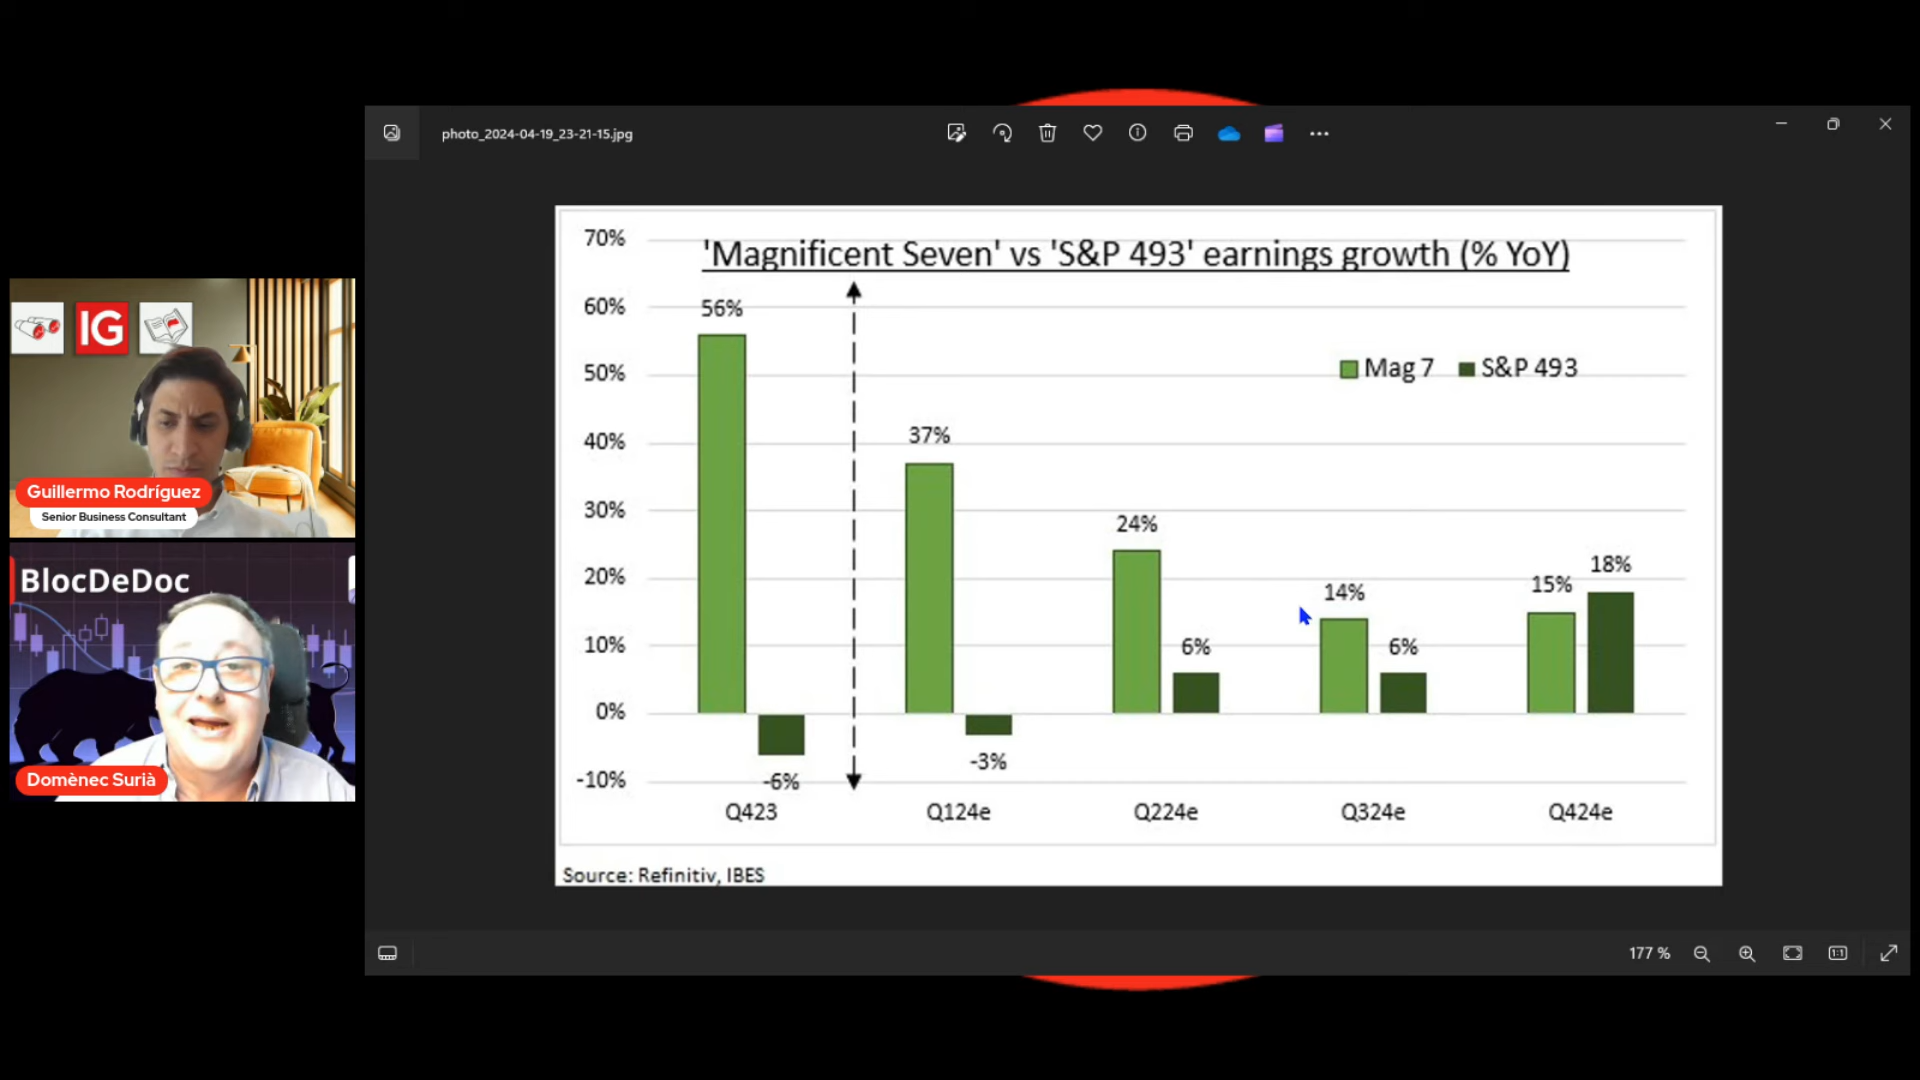 photo_2024-04-19_23-21-15.jpg
IG
Guillermo Rodríguez
Senior Business Consultant
BlocDeDoc
Domènec Surià
'Magnificent Seven' vs 'S&P 493' earnings growth (% YoY)
70%
60%
50%
40%
30%
20%
10%
0%
-10%
Mag 7
S&P 493
56%
-6%
37%
-3%
24%
6%
14%
6%
15%
18%
Q423
Q124e
Q224e
Q324e
Q424e
Source: Refinitiv, IBES
177 %
1:1